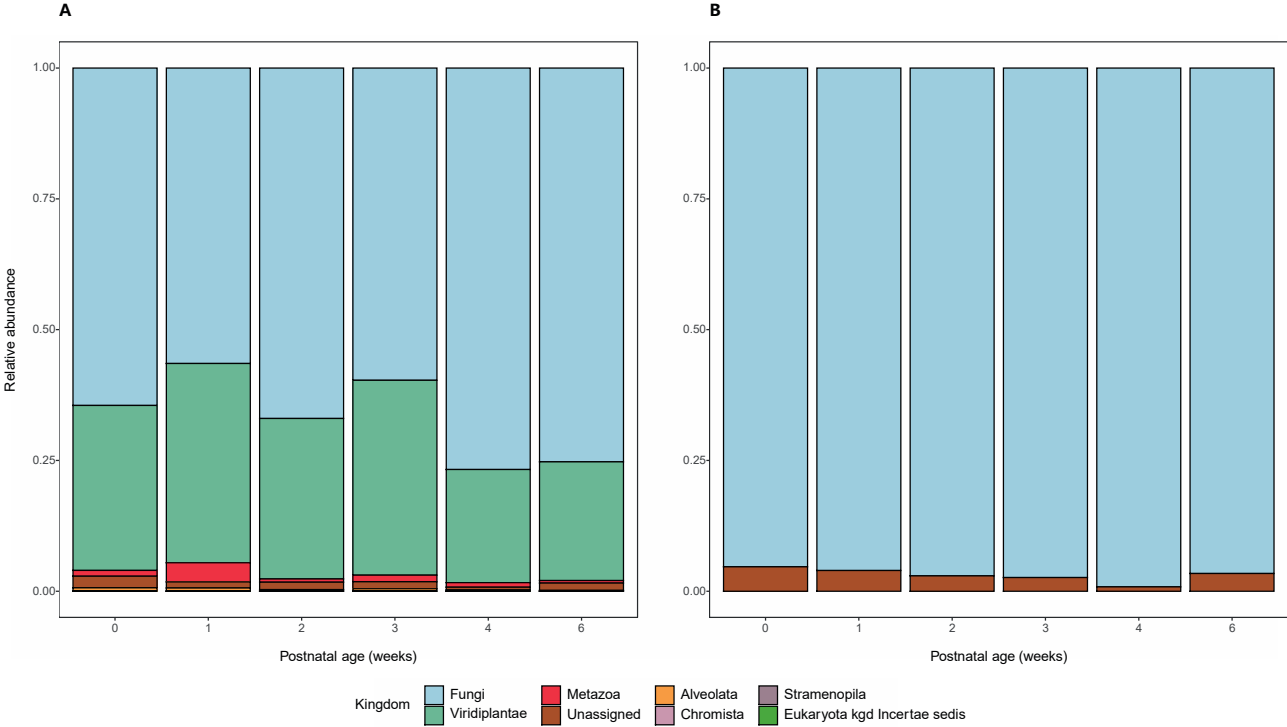 A
B
Relative abundance
1.00
0.75
0.50
0.25
0.00
0 1 2 3 4 6
Postnatal age (weeks)
1.00
0.75
0.50
0.25
0.00
0 1 2 3 4 6
Postnatal age (weeks)
Kingdom
Fungi Metazoa Alveolata Stramenopila
Viridiplantae Unassigned Chromista Eukaryota kgd Incertae sedis